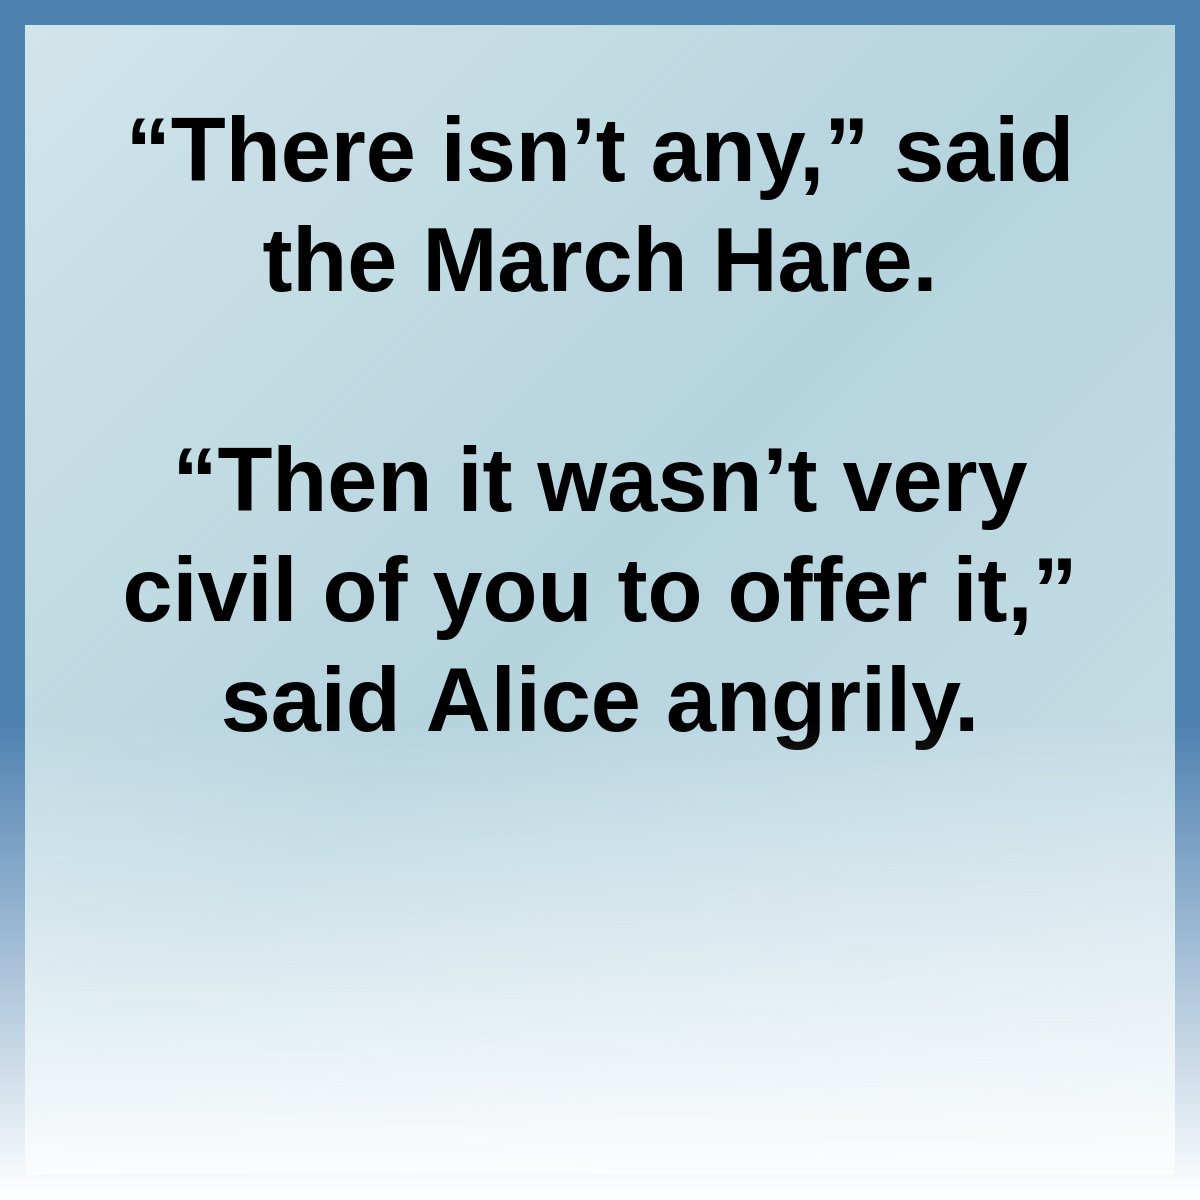 “There isn’t any,” said
the March Hare.
“Then it wasn’t very
civil of you to offer it,”
said Alice angrily.